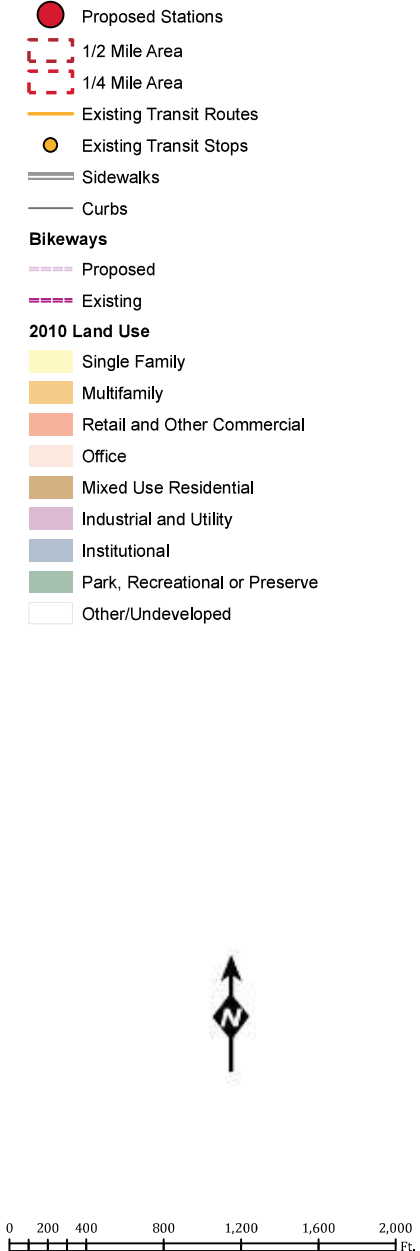 Proposed Stations
1/2 Mile Area
1/4 Mile Area
Existing Transit Routes
Existing Transit Stops
Sidewalks
Curbs
Bikeways
Proposed
Existing
2010 Land Use
Single Family
Multifamily
Retail and Other Commercial
Office
Mixed Use Residential
Industrial and Utility
Institutional
Park, Recreational or Preserve
Other/Undeveloped
N
0 200 400 800 1,200 1,600 2,000
Ft.